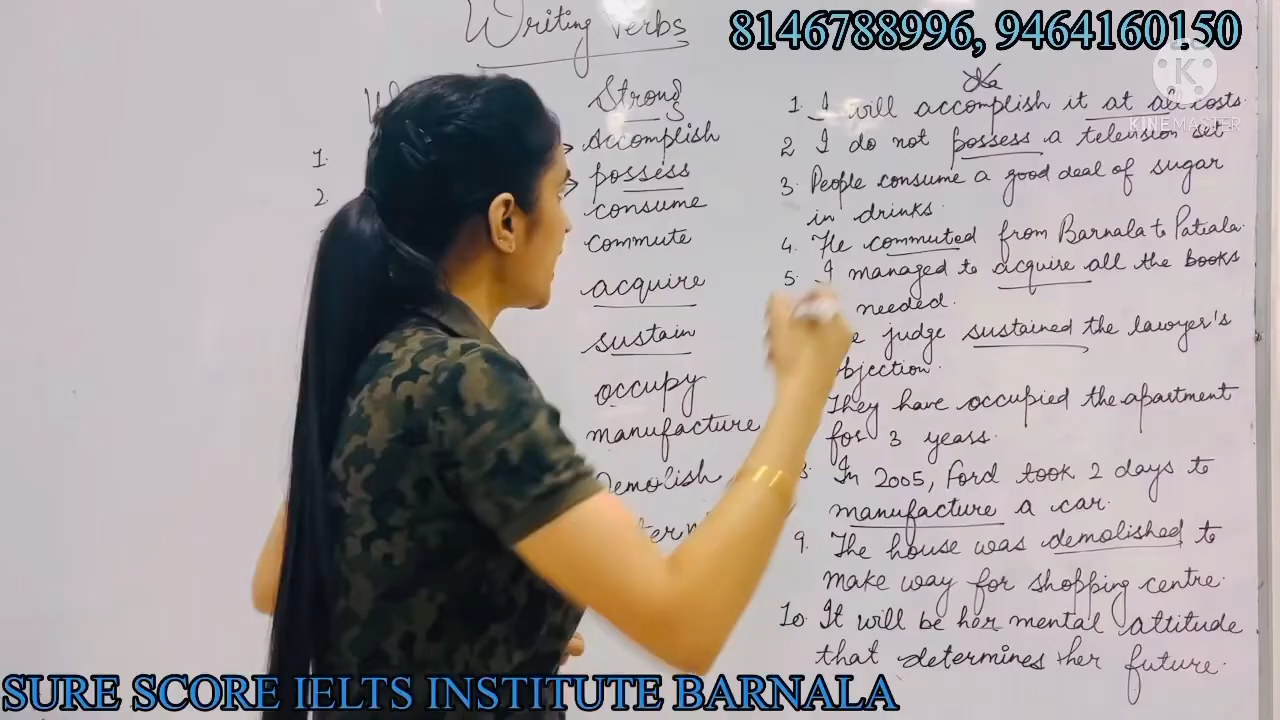 Writing Verbs
8146788996, 9464160150
KINEMASTER
Strong
1.
2
Accomplish
possess
consume
commute
acquire
sustain
occupy
manufacture
Demolish
1. I will accomplish it at all costs.
2 I do not possess a telension set
3. People consume a good deal of sugar
in drinks.
4. He commuted from Barnala to Patiala.
5. I managed to acquire all the books
needed.
judge sustained the lawyer's
objection.
They have occupied the apartment
for 3 years.
In 2005, Ford took 2 days to
manufacture a car.
9. The house was demolished to
make way for shopping centre.
10. It will be her mental attitude
that determines her future.
SURE SCORE IELTS INSTITUTE BARNALA